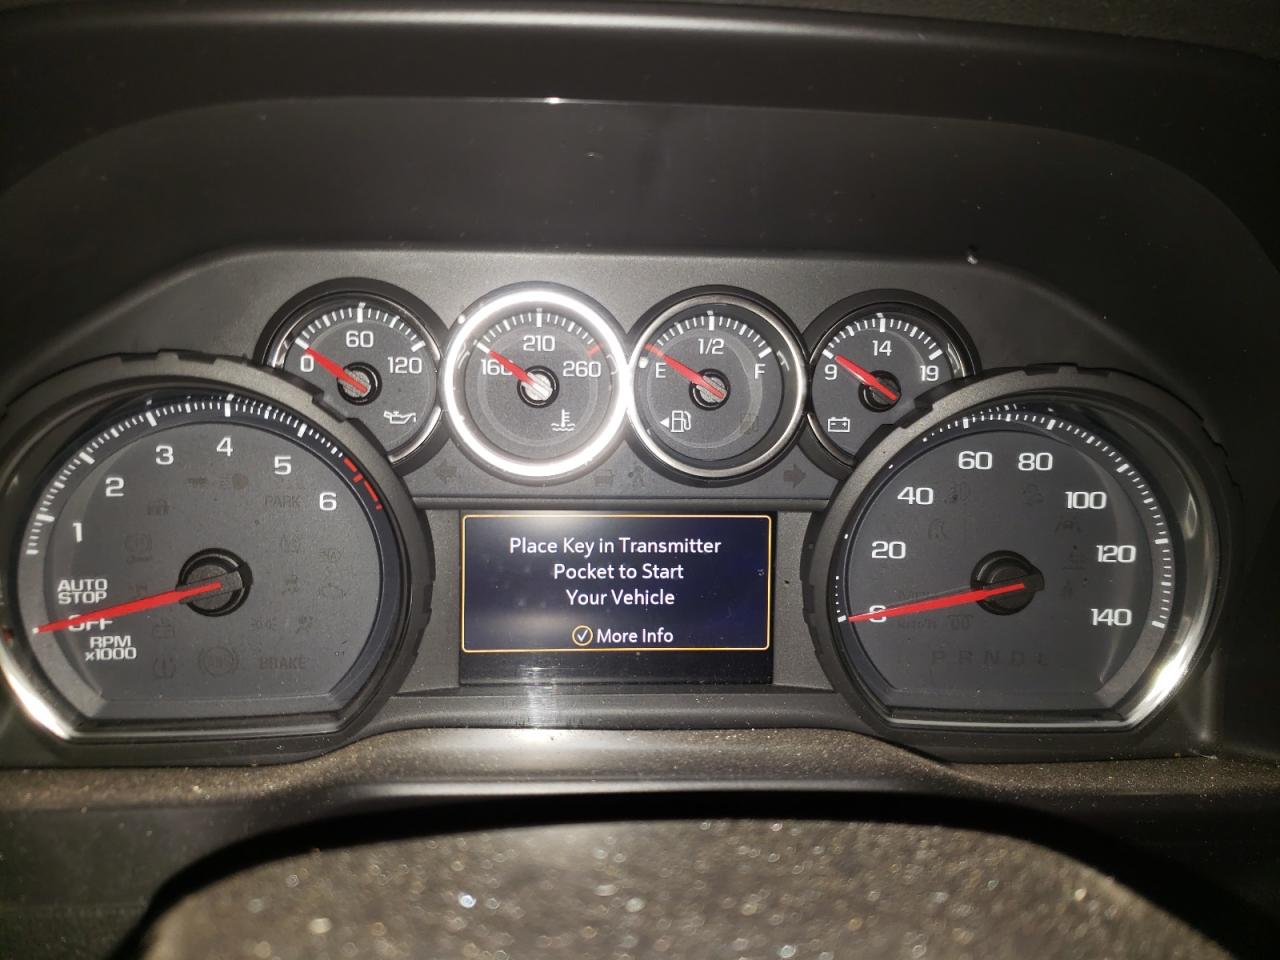 60
0
120
210
160
260
1/2
E
F
14
9
19
1
2
3
4
5
6
PARK
AUTO
STOP
OFF
RPM
x1000
BRAKE
Place Key in Transmitter
Pocket to Start
Your Vehicle
More Info
0
20
40
60
80
100
120
140
P R N D L